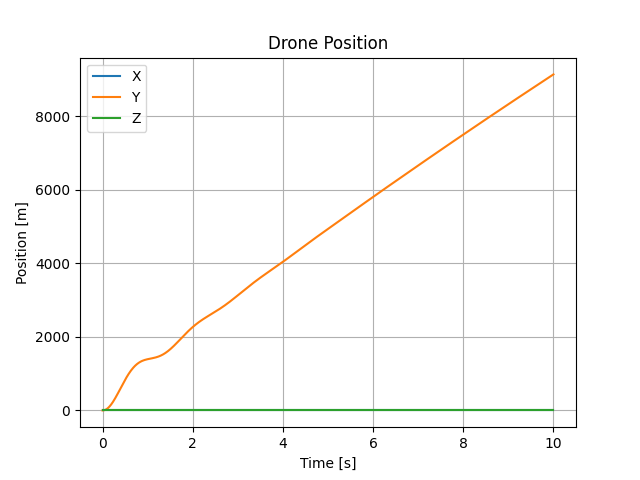 Drone Position
X
Y
Z
8000
6000
4000
2000
0
Position [m]
0 2 4 6 8 10
Time [s]